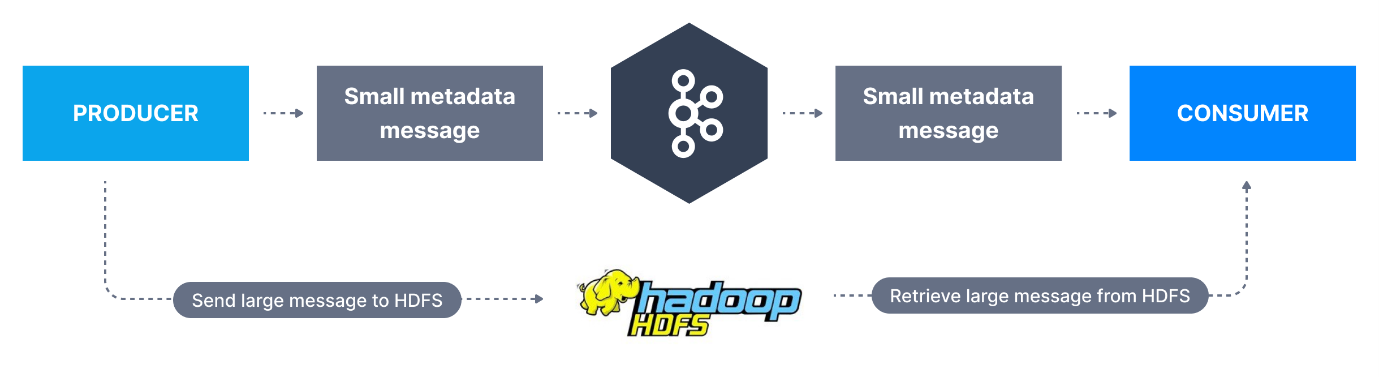 PRODUCER
Small metadata
message
Small metadata
message
CONSUMER
Send large message to HDFS
hadoop
HDFS
Retrieve large message from HDFS